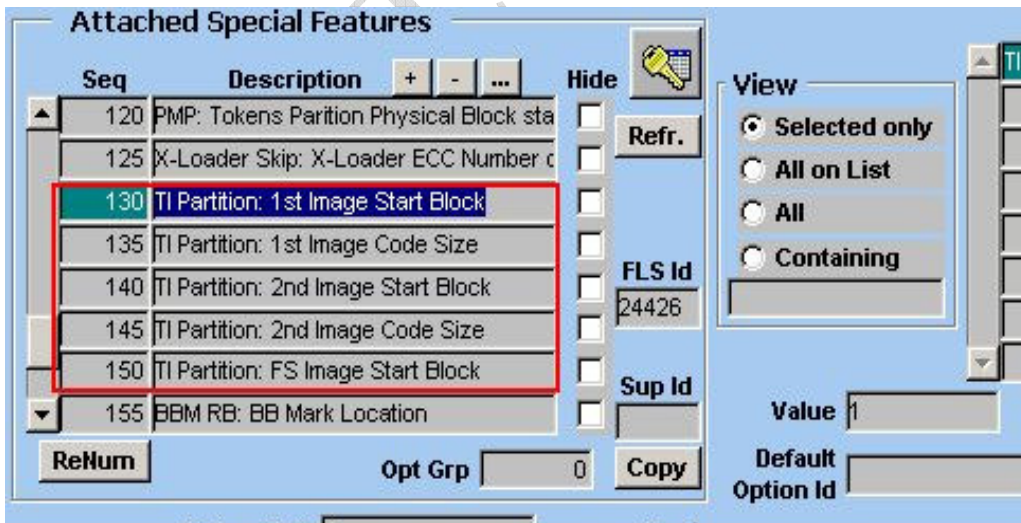 Attached Special Features
Seq Description + - ... Hide
120 PMP: Tokens Parition Physical Block sta
125 X-Loader Skip: X-Loader ECC Number
130 TI Partition: 1st Image Start Block
135 TI Partition: 1st Image Code Size
140 TI Partition: 2nd Image Start Block
145 TI Partition: 2nd Image Code Size
150 TI Partition: FS Image Start Block
155 BBM RB: BB Mark Location
ReNum
Opt Grp 0
Refr.
FLS Id
24426
Sup Id
Copy
View
Selected only
All on List
All
Containing
TI
Value 1
Default
Option Id